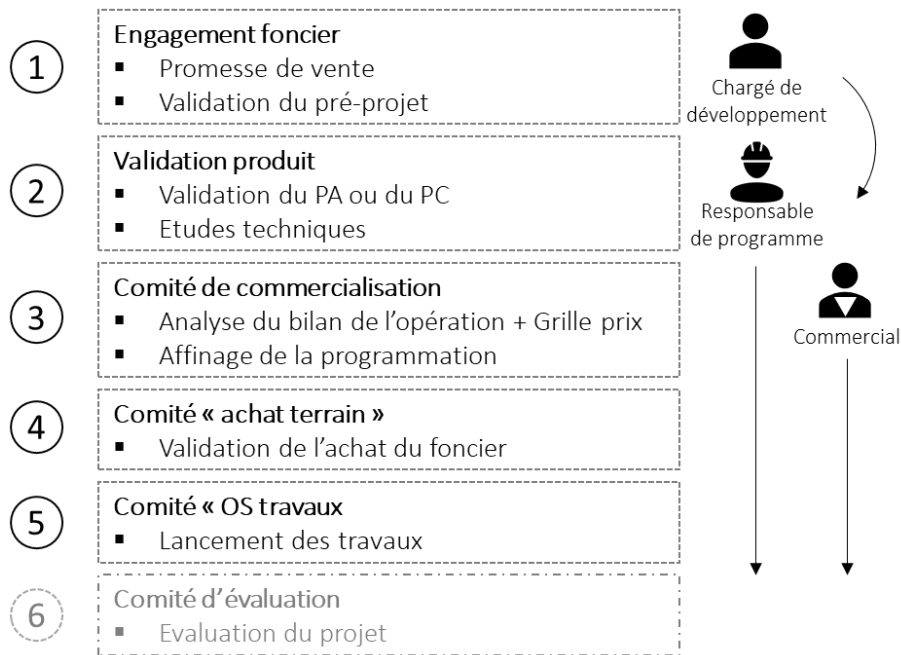 1
Engagement foncier
▪ Promesse de vente
▪ Validation du pré-projet
Chargé de
développement
2
Validation produit
▪ Validation du PA ou du PC
▪ Etudes techniques
Responsable
de programme
3
Comité de commercialisation
▪ Analyse du bilan de l’opération + Grille prix
▪ Affinage de la programmation
Commercial
4
Comité « achat terrain »
▪ Validation de l’achat du foncier
5
Comité « OS travaux
▪ Lancement des travaux
6
Comité d’évaluation
▪ Evaluation du projet